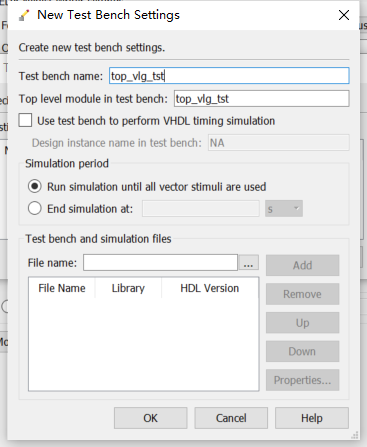 New Test Bench Settings
Create new test bench settings.
Test bench name: top_vlg_tst
Top level module in test bench: top_vlg_tst
Use test bench to perform VHDL timing simulation
Design instance name in test bench: NA
Simulation period
Run simulation until all vector stimuli are used
End simulation at: s
Test bench and simulation files
File name: ... Add
File Name Library HDL Version
Remove
Up
Down
Properties...
OK Cancel Help